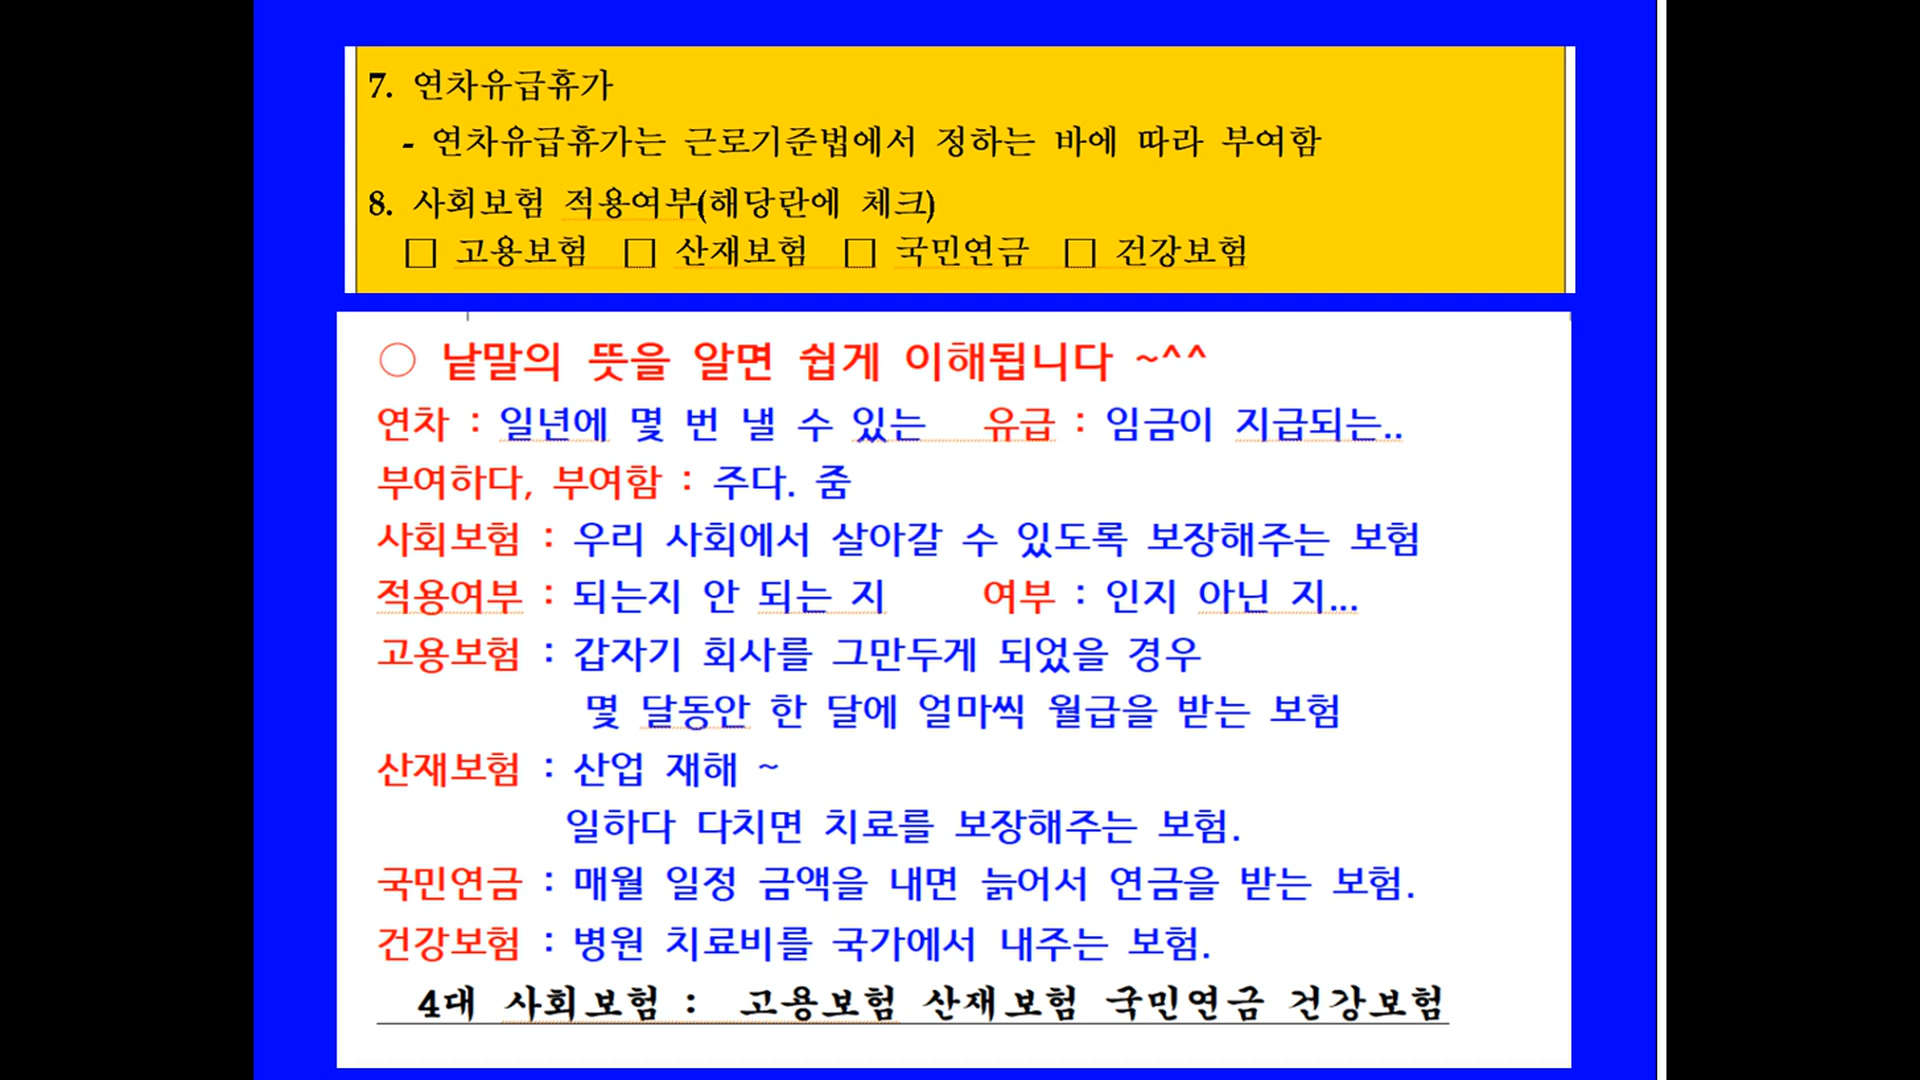 7. 연차유급휴가
- 연차유급휴가는 근로기준법에서 정하는 바에 따라 부여함
8. 사회보험 적용여부(해당란에 체크)
□ 고용보험 □ 산재보험 □ 국민연금 □ 건강보험
○ 낱말의 뜻을 알면 쉽게 이해됩니다 ~^^
연차 : 일년에 몇 번 낼 수 있는 유급 : 임금이 지급되는..
부여하다, 부여함 : 주다. 줌
사회보험 : 우리 사회에서 살아갈 수 있도록 보장해주는 보험
적용여부 : 되는지 안 되는 지 여부 : 인지 아닌 지...
고용보험 : 갑자기 회사를 그만두게 되었을 경우
몇 달동안 한 달에 얼마씩 월급을 받는 보험
산재보험 : 산업 재해 ~
일하다 다치면 치료를 보장해주는 보험.
국민연금 : 매월 일정 금액을 내면 늙어서 연금을 받는 보험.
건강보험 : 병원 치료비를 국가에서 내주는 보험.
4대 사회보험 : 고용보험 산재보험 국민연금 건강보험